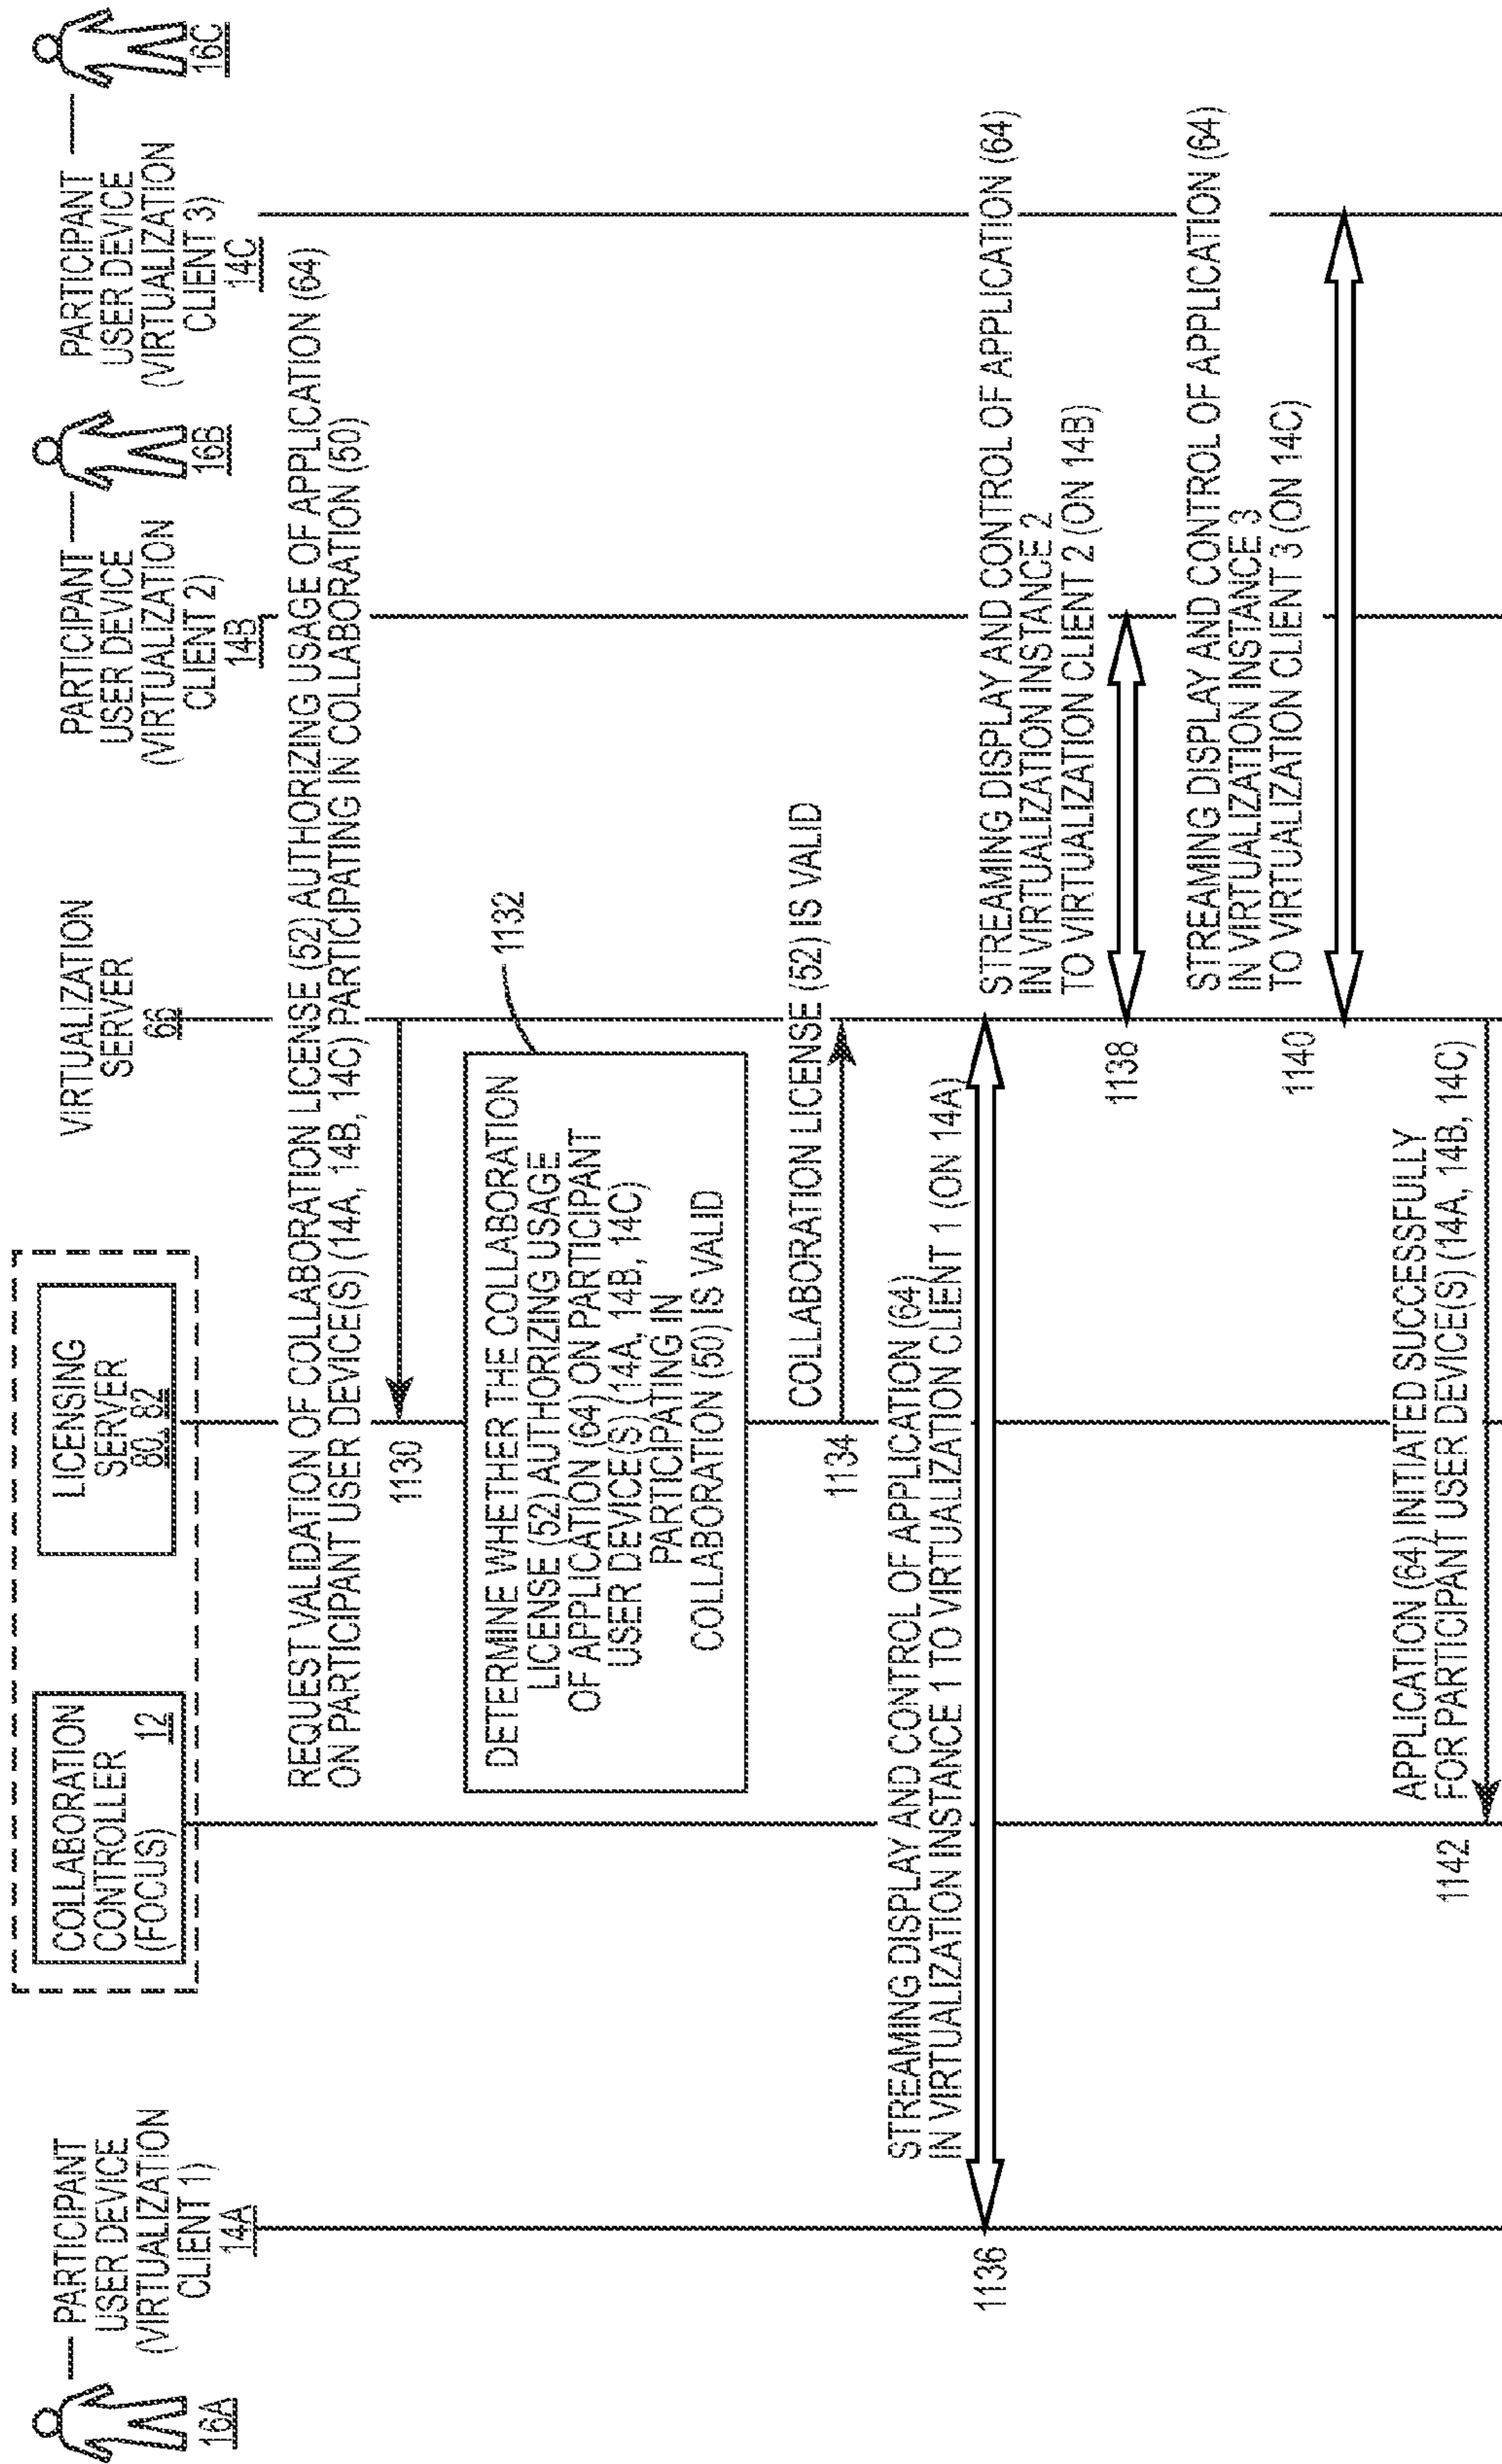 16A
PARTICIPANT
USER DEVICE
(VIRTUALIZATION
CLIENT 1)
14A
COLLABORATION
CONTROLLER
(FOCUS) 12
LICENSING
SERVER
80, 82
VIRTUALIZATION
SERVER
66
PARTICIPANT
USER DEVICE
(VIRTUALIZATION
CLIENT 2)
14B
16B
PARTICIPANT
USER DEVICE
(VIRTUALIZATION
CLIENT 3)
14C
16C
REQUEST VALIDATION OF COLLABORATION LICENSE (52) AUTHORIZING USAGE OF APPLICATION (64)
ON PARTICIPANT USER DEVICE(S) (14A, 14B, 14C) PARTICIPATING IN COLLABORATION (50)
1130
DETERMINE WHETHER THE COLLABORATION
LICENSE (52) AUTHORIZING USAGE
OF APPLICATION (64) ON PARTICIPANT
USER DEVICE(S) (14A, 14B, 14C)
PARTICIPATING IN
COLLABORATION (50) IS VALID
1132
COLLABORATION LICENSE (52) IS VALID
1134
STREAMING DISPLAY AND CONTROL OF APPLICATION (64)
IN VIRTUALIZATION INSTANCE 1 TO VIRTUALIZATION CLIENT 1 (ON 14A)
1136
STREAMING DISPLAY AND CONTROL OF APPLICATION (64)
IN VIRTUALIZATION INSTANCE 2
TO VIRTUALIZATION CLIENT 2 (ON 14B)
1138
STREAMING DISPLAY AND CONTROL OF APPLICATION (64)
IN VIRTUALIZATION INSTANCE 3
TO VIRTUALIZATION CLIENT 3 (ON 14C)
1140
APPLICATION (64) INITIATED SUCCESSFULLY
FOR PARTICIPANT USER DEVICE(S) (14A, 14B, 14C)
1142